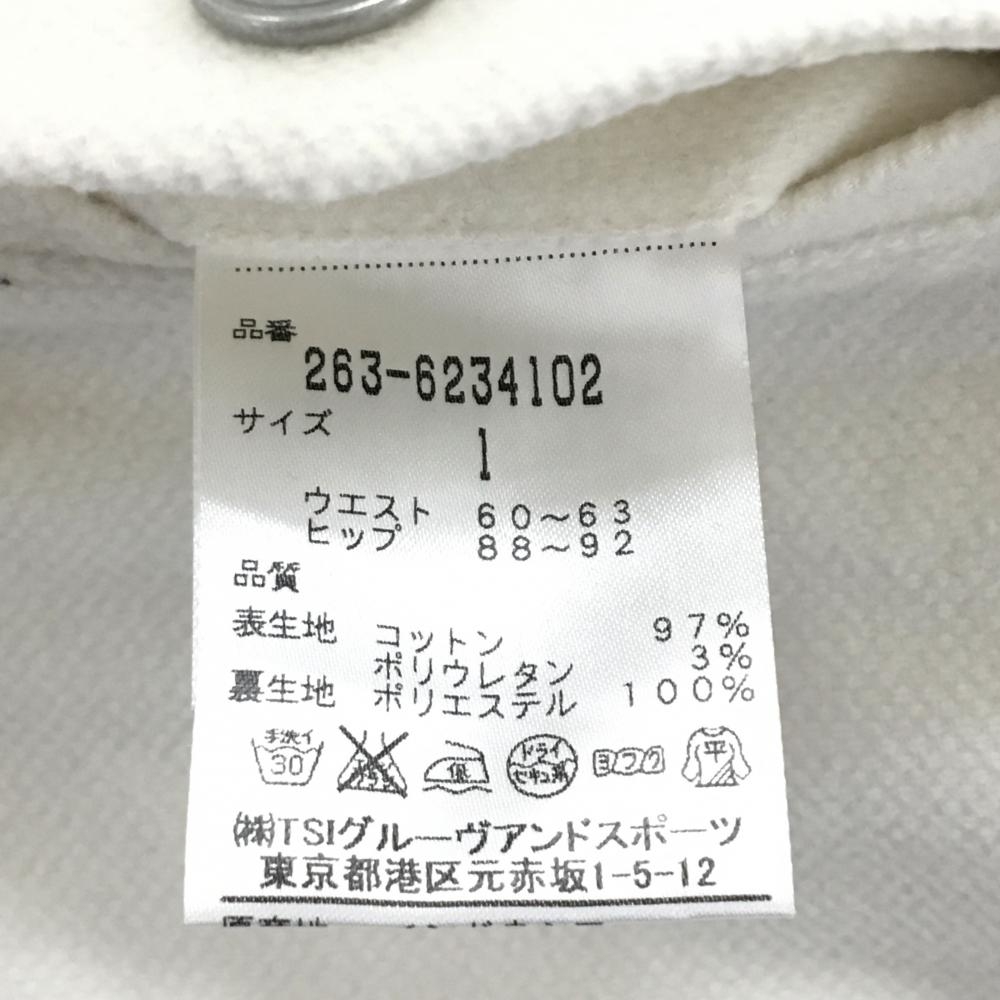 品番
263-6234102
サイズ
1
ウエスト 60～63
ヒップ 88～92
品質
表生地 コットン 97%
ポリウレタン 3%
裏生地 ポリエステル 100%
手洗イ 30 低 ドライ セキユ系 ヨワク 平
㈱TSIグルーヴアンドスポーツ
東京都港区元赤坂1-5-12
原産地